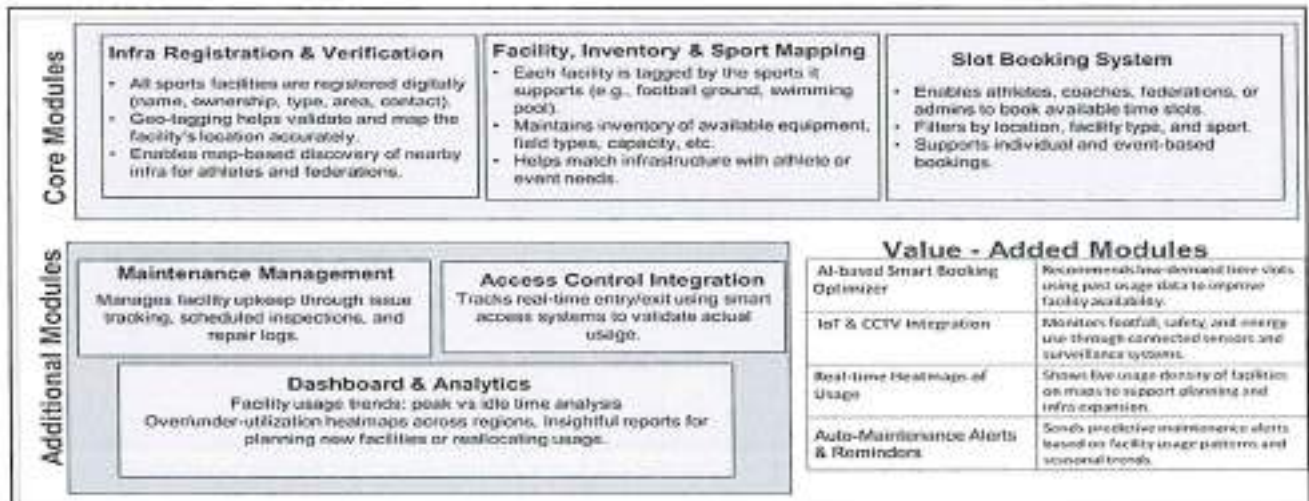 Core Modules
Infra Registration & Verification
• All sports facilities are registered digitally
(name, ownership, type, area, contact).
• Geo-tagging helps validate and map the
facility's location accurately.
• Enables map-based discovery of nearby
infra for athletes and federations.
Facility, Inventory & Sport Mapping
• Each facility is tagged by the sports it
supports (e.g., football ground, swimming
pool).
• Maintains inventory of available equipment,
field types, capacity, etc.
• Helps match infrastructure with athlete or
event needs.
Slot Booking System
• Enables athletes, coaches, federations, or
admins to book available time slots.
• Filters by location, facility type, and sport.
• Supports individual and event-based
bookings.
Additional Modules
Maintenance Management
Manages facility upkeep through issue
tracking, scheduled inspections, and
repair logs.
Access Control Integration
Tracks real-time entry/exit using smart
access systems to validate actual
usage.
Dashboard & Analytics
Facility usage trends: peak vs idle time analysis
Over/under-utilization heatmaps across regions, Insightful reports for
planning new facilities or reallocating usage.
Value - Added Modules
AI-based Smart Booking
Optimizer
Recommends low-demand time slots
using past usage data to improve
facility availability.
IoT & CCTV Integration
Monitors footfall, safety, and energy
use through connected sensors and
surveillance systems.
Real-time Heatmaps of
Usage
Shows live usage density of facilities
on maps to support planning and
infra expansion.
Auto-Maintenance Alerts
& Reminders
Sends predictive maintenance alerts
based on facility usage patterns and
seasonal trends.